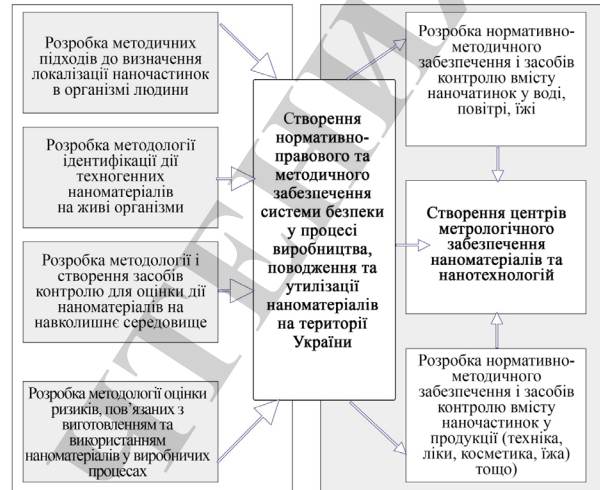 Розробка методичних
підходів до визначення
локалізації наночастинок
в організмі людини
Розробка методології
ідентифікації дії
техногенних
наноматеріалів
на живі організми
Розробка методології і
створення засобів
контролю для оцінки дії
наноматеріалів на
навколишнє середовище
Розробка методології оцінки
ризиків, пов’язаних з
виготовленням та
використанням
наноматеріалів у виробничих
процесах
Створення
нормативно-
правового та
методичного
забезпечення
системи безпеки
у процесі
виробництва,
поводження та
утилізації
наноматеріалів
на території
України
Розробка нормативно-
методичного
забезпечення і засобів
контролю вмісту
наночатинок у воді,
повітрі, їжі
Створення центрів
метрологічного
забезпечення
наноматеріалів та
нанотехнологій
Розробка нормативно-
методичного
забезпечення і засобів
контролю вмісту
наночастинок у
продукції (техніка,
ліки, косметика, їжа)
тощо)